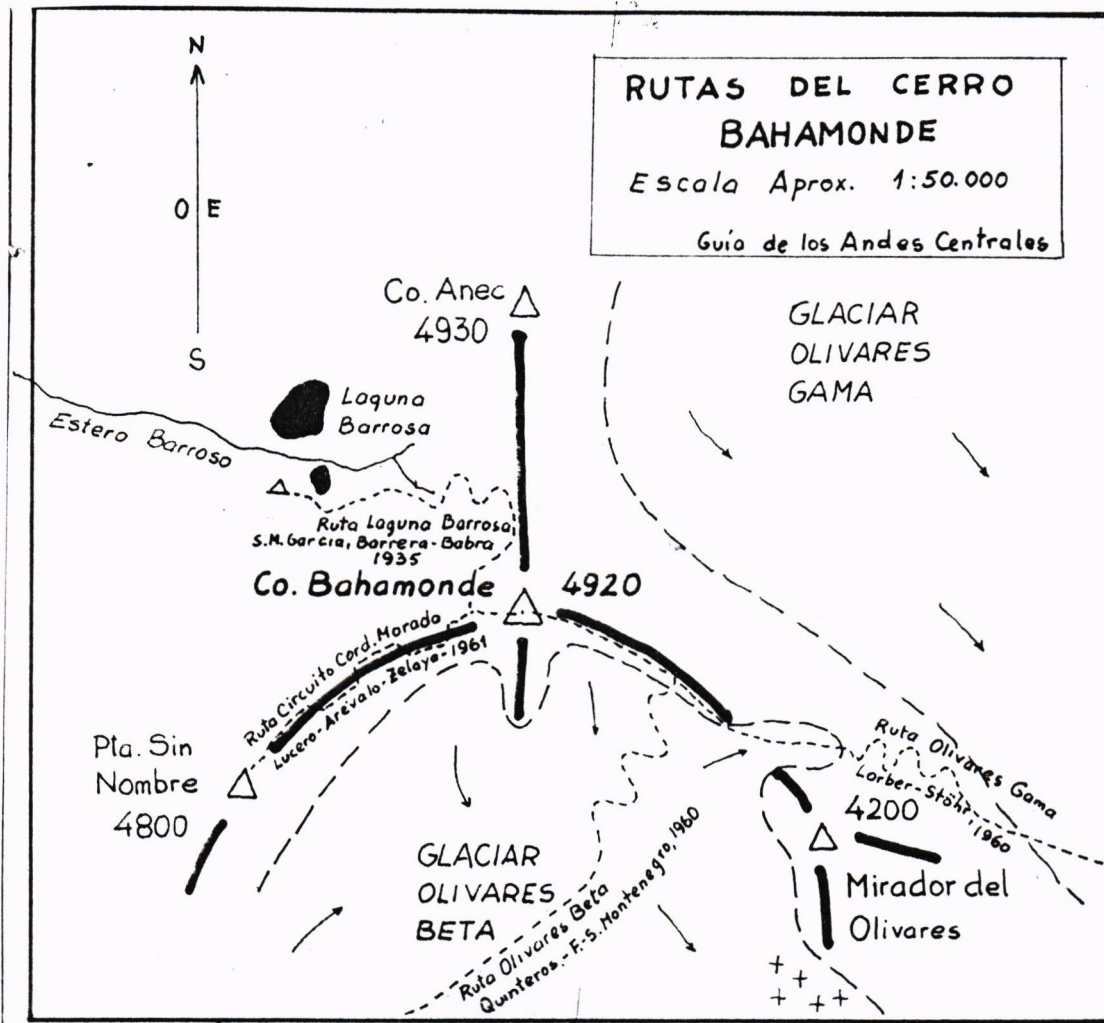 N
O E
S
RUTAS DEL CERRO
BAHAMONDE
Escala Aprox. 1:50.000
Guía de los Andes Centrales
Co. Anec
4930
GLACIAR
OLIVARES
GAMA
Laguna
Barrosa
Estero Barroso
Ruta Laguna Barrosa
S.M. García, Barrera-Babra
1935
Co. Bahamonde 4920
Ruta Circuito Cord. Morada
Lucero-Arévalo-Zelaya-1961
Pta. Sin
Nombre
4800
Ruta Olivares Gama
Lorber-Stöhr, 1960
4200
Mirador del
Olivares
GLACIAR
OLIVARES
BETA
Ruta Olivares Beta
Quinteros.-F.-S. Montenegro, 1960